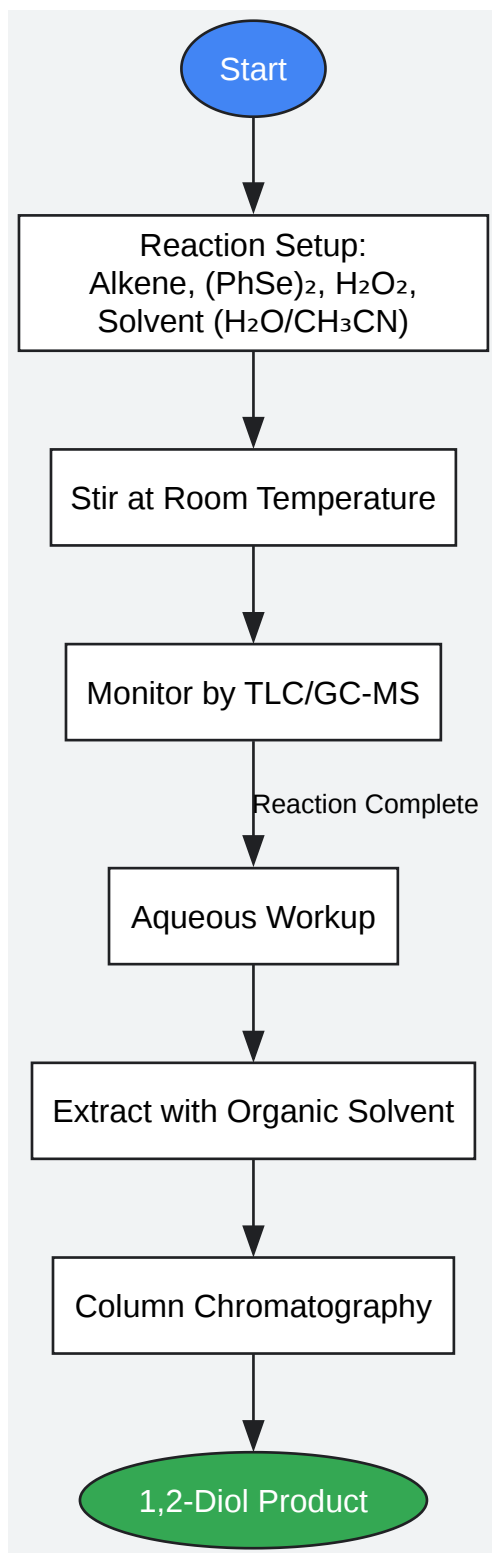 Start
Reaction Setup:
Alkene, (PhSe)₂, H₂O₂,
Solvent (H₂O/CH₃CN)
Stir at Room Temperature
Monitor by TLC/GC-MS
Reaction Complete
Aqueous Workup
Extract with Organic Solvent
Column Chromatography
1,2-Diol Product